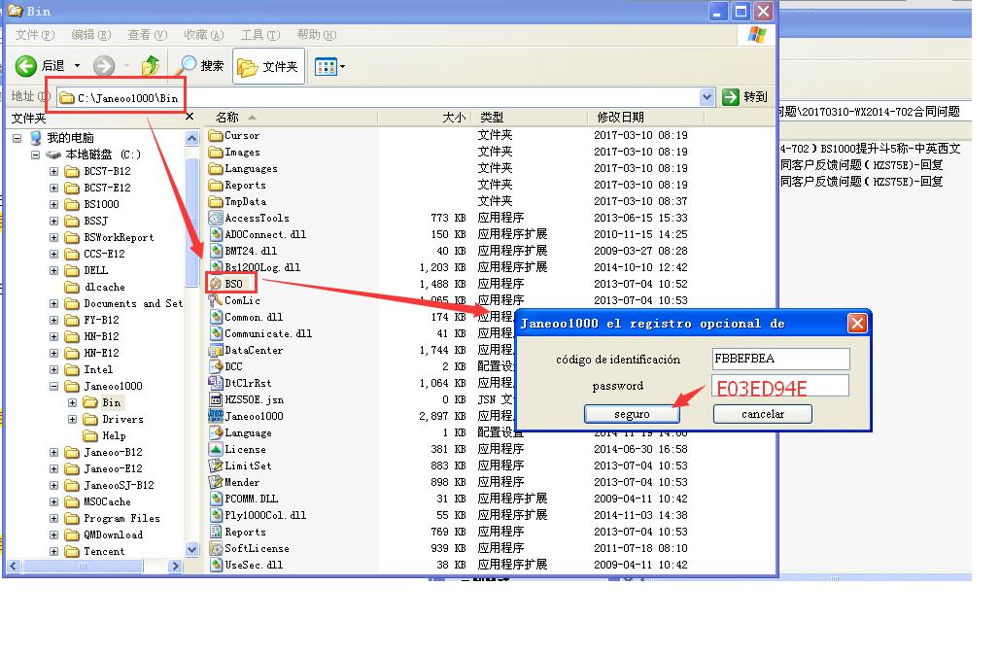 Bin
文件(F) 编辑(E) 查看(V) 收藏(A) 工具(T) 帮助(H)
后退 搜索 文件夹
地址(D) C:\Janeoo1000\Bin 转到
文件夹
我的电脑
本地磁盘 (C:)
BCS7-B12
BCS7-E12
BS1000
BSSJ
BSWorkReport
CCS-E12
DELL
dlcache
Documents and Set
FY-B12
HN-B12
HN-E12
Intel
Janeoo1000
Bin
Drivers
Help
Janeoo-B12
Janeoo-E12
JaneooSJ-B12
MSOCache
Program Files
QMDownload
Tencent
名称 大小 类型 修改日期
Cursor 文件夹 2017-03-10 08:19
Images 文件夹 2017-03-10 08:19
Languages 文件夹 2017-03-10 08:19
Reports 文件夹 2017-03-10 08:19
TmpData 文件夹 2017-03-10 08:37
AccessTools 773 KB 应用程序 2013-06-15 15:33
ADOConnect.dll 150 KB 应用程序扩展 2010-11-15 14:25
BMT24.dll 40 KB 应用程序扩展 2009-03-27 08:28
Bs1200Log.dll 1,203 KB 应用程序扩展 2014-10-10 12:42
BSO 1,488 KB 应用程序 2013-07-04 10:52
ComLic 1,065 KB 应用程序 2013-07-04 10:53
Common.dll 174 KB 应用程
Communicate.dll 41 KB 应用程
DataCenter 1,744 KB 应用程
DCC 2 KB 配置设
DtClrRst 1,064 KB 应用程
HZS50E.jsn 0 KB JSN 文
Janeoo1000 2,897 KB 应用程
Language 1 KB 配置设置 2014-11-19 14:08
License 381 KB 应用程序 2014-06-30 16:58
LimitSet 883 KB 应用程序 2013-07-04 10:53
Mender 898 KB 应用程序 2013-07-04 10:53
PCOMM.DLL 31 KB 应用程序扩展 2009-04-11 10:42
Ply1000Col.dll 55 KB 应用程序扩展 2014-11-03 14:38
Reports 769 KB 应用程序 2013-07-04 10:53
SoftLicense 939 KB 应用程序 2011-07-18 08:10
UseSec.dll 38 KB 应用程序扩展 2009-04-11 10:42
Janeoo1000 el registro opcional de
código de identificación FBBEFBEA
password E03ED94E
seguro cancelar
问题\20170310-WX2014-702合同问题
4-702)BS1000提升斗5称-中英西文
同客户反馈问题(HZS75E)-回复
同客户反馈问题(HZS75E)-回复